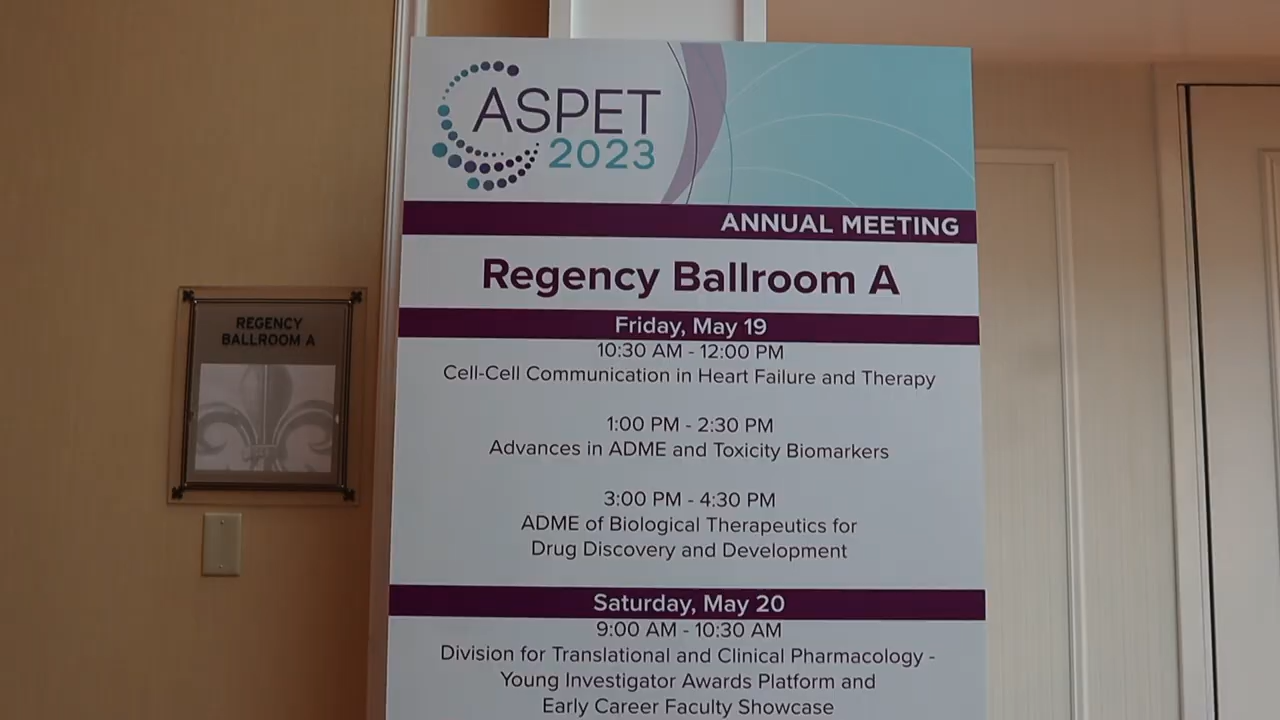 ASPET
2023
ANNUAL MEETING
Regency Ballroom A
Friday, May 19
10:30 AM - 12:00 PM
Cell-Cell Communication in Heart Failure and Therapy
1:00 PM - 2:30 PM
Advances in ADME and Toxicity Biomarkers
3:00 PM - 4:30 PM
ADME of Biological Therapeutics for
Drug Discovery and Development
Saturday, May 20
9:00 AM - 10:30 AM
Division for Translational and Clinical Pharmacology -
Young Investigator Awards Platform and
Early Career Faculty Showcase
REGENCY
BALLROOM A